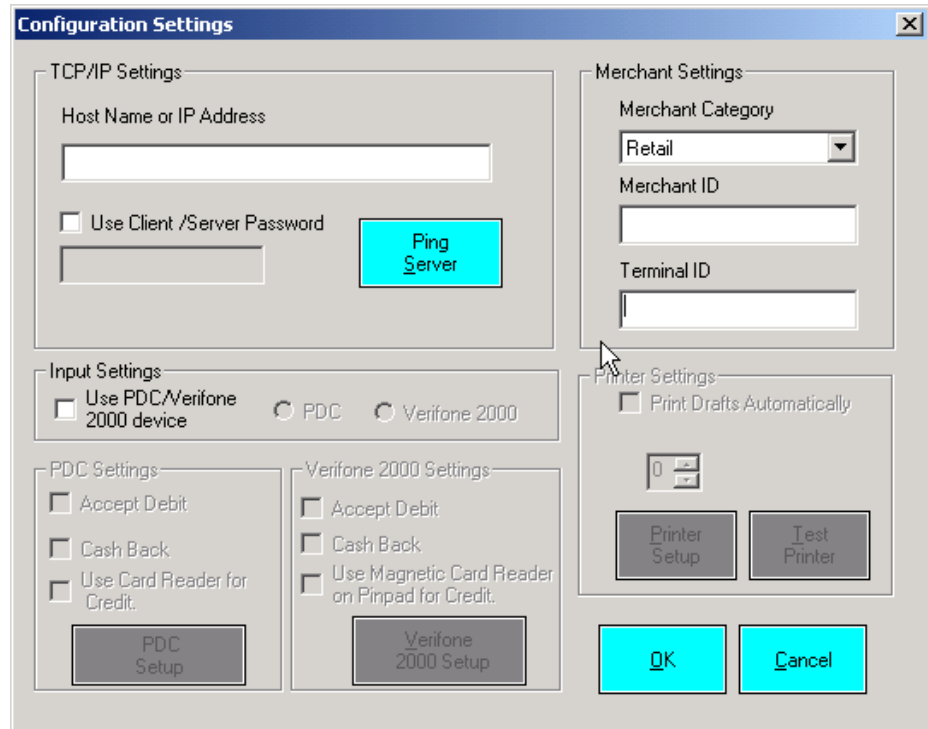 Configuration Settings
TCP/IP Settings
Host Name or IP Address
Use Client /Server Password
Ping
Server
Merchant Settings
Merchant Category
Retail
Merchant ID
Terminal ID
Input Settings
Use PDC/Verifone
2000 device
PDC
Verifone 2000
Printer Settings
Print Drafts Automatically
0
Printer
Setup
Test
Printer
PDC Settings
Accept Debit
Cash Back
Use Card Reader for
Credit.
PDC
Setup
Verifone 2000 Settings
Accept Debit
Cash Back
Use Magnetic Card Reader
on Pinpad for Credit.
Verifone
2000 Setup
OK
Cancel